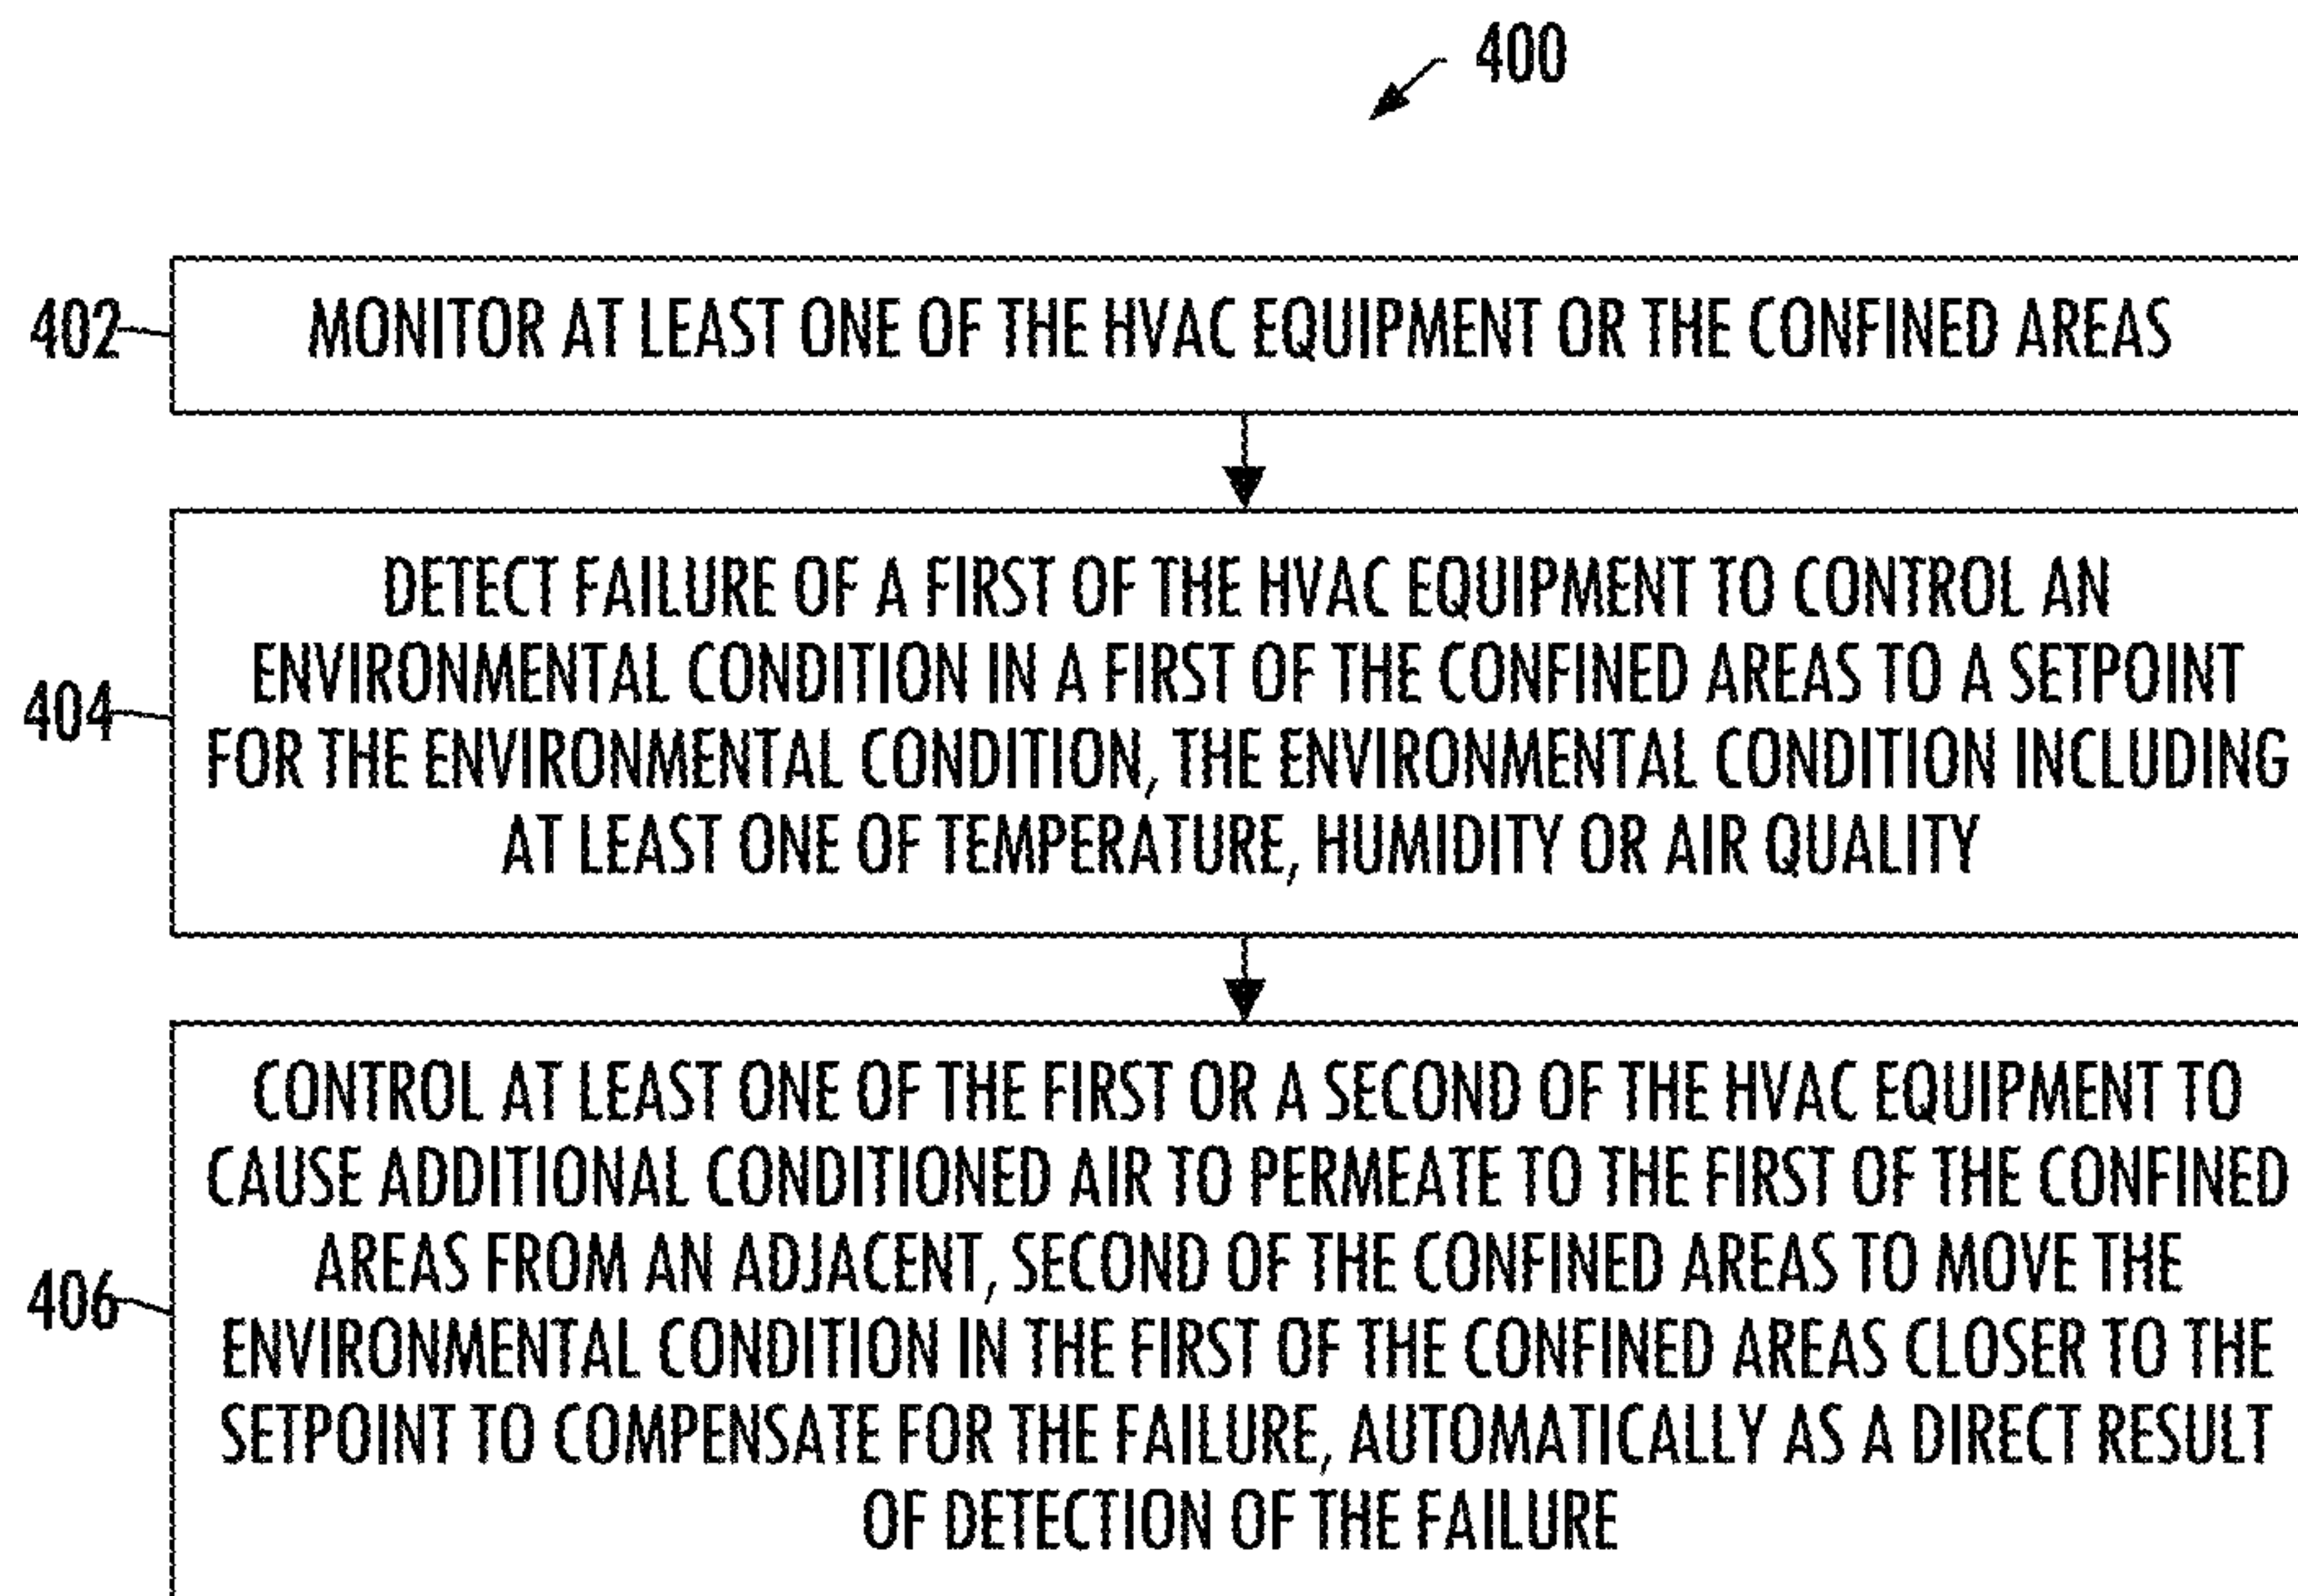 400
402
MONITOR AT LEAST ONE OF THE HVAC EQUIPMENT OR THE CONFINED AREAS
DETECT FAILURE OF A FIRST OF THE HVAC EQUIPMENT TO CONTROL AN
ENVIRONMENTAL CONDITION IN A FIRST OF THE CONFINED AREAS TO A SETPOINT
404
FOR THE ENVIRONMENTAL CONDITION, THE ENVIRONMENTAL CONDITION INCLUDING
AT LEAST ONE OF TEMPERATURE, HUMIDITY OR AIR QUALITY
CONTROL AT LEAST ONE OF THE FIRST OR A SECOND OF THE HVAC EQUIPMENT TO
CAUSE ADDITIONAL CONDITIONED AIR TO PERMEATE TO THE FIRST OF THE CONFINED
AREAS FROM AN ADJACENT, SECOND OF THE CONFINED AREAS TO MOVE THE
406
ENVIRONMENTAL CONDITION IN THE FIRST OF THE CONFINED AREAS CLOSER TO THE
SETPOINT TO COMPENSATE FOR THE FAILURE, AUTOMATICALLY AS A DIRECT RESULT
OF DETECTION OF THE FAILURE